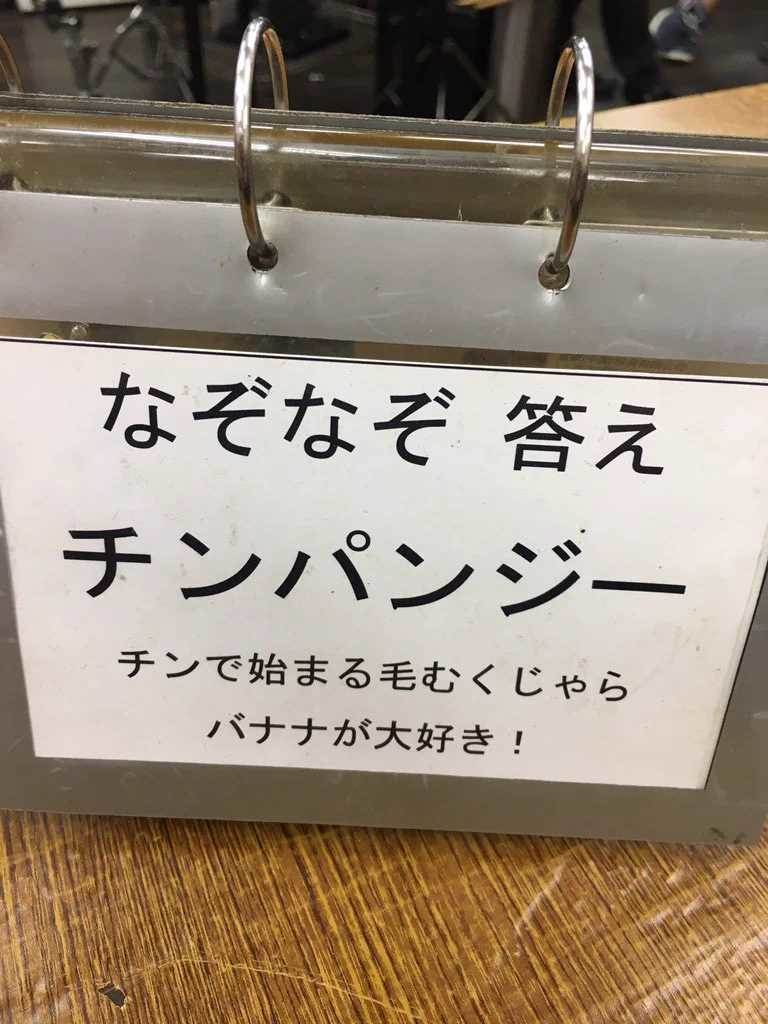 なぞなぞ 答え
チンパンジー
チンで始まる毛むくじゃら
バナナが大好き！